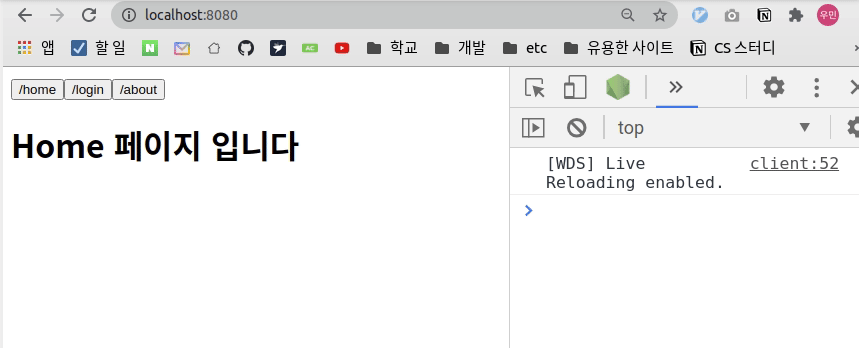 localhost:8080
우민
앱 할 일 N AC 학교 개발 etc 유용한 사이트 CS 스터디
/home /login /about
Home 페이지 입니다
top
[WDS] Live Reloading enabled. client:52